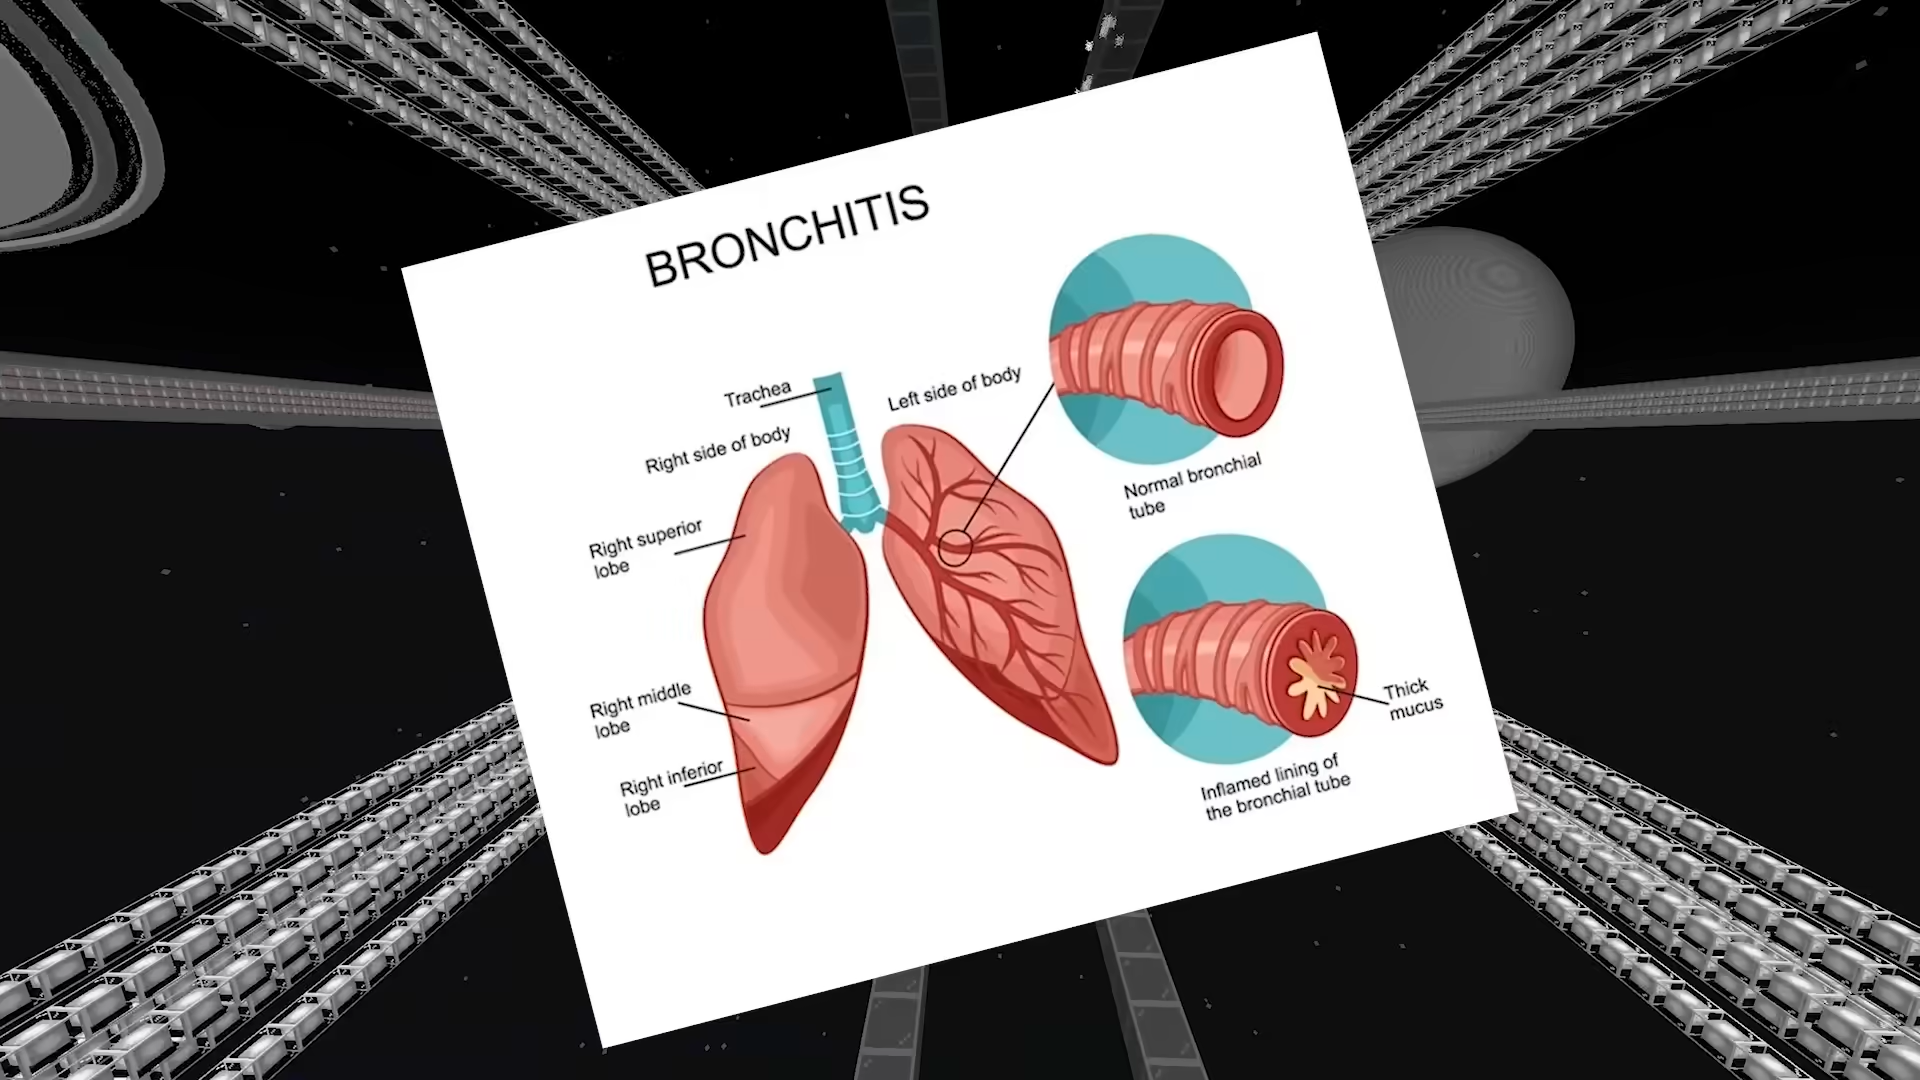 BRONCHITIS
Trachea
Left side of body
Right side of body
Right superior
lobe
Right middle
lobe
Right inferior
lobe
Normal bronchial
tube
Thick
mucus
Inflamed lining of
the bronchial tube